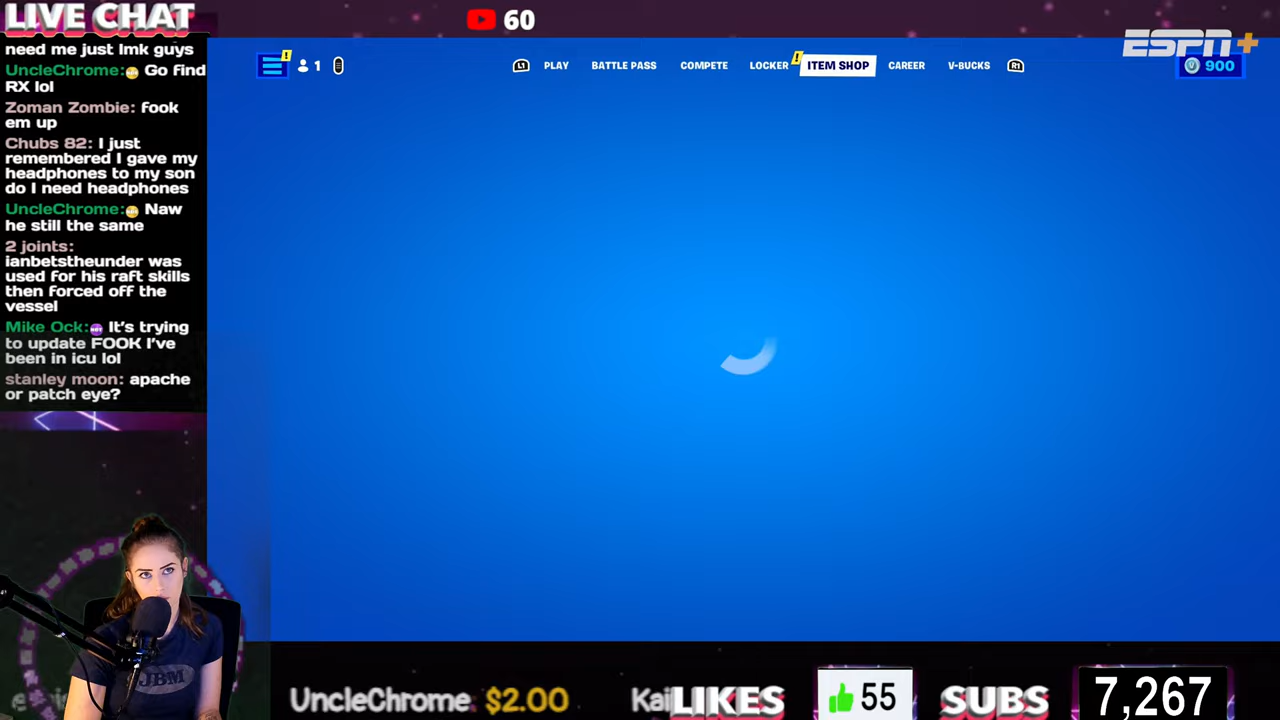 LIVE CHAT
60
ESPN+
need me just lmk guys
UncleChrome: Go find
RX lol
Zoman Zombie: fook
em up
Chubs 82: I just
remembered I gave my
headphones to my son
do I need headphones
UncleChrome: Naw
he still the same
2 joints:
ianbetstheunder was
used for his raft skills
then forced off the
vessel
Mike Ock: It's trying
to update FOOK I've
been in icu lol
stanley moon: apache
or patch eye?
! 1 L1 PLAY BATTLE PASS COMPETE LOCKER ! ITEM SHOP CAREER V-BUCKS R1 900
JBM
UncleChrome $2.00 Kai LIKES 55 SUBS 7,267